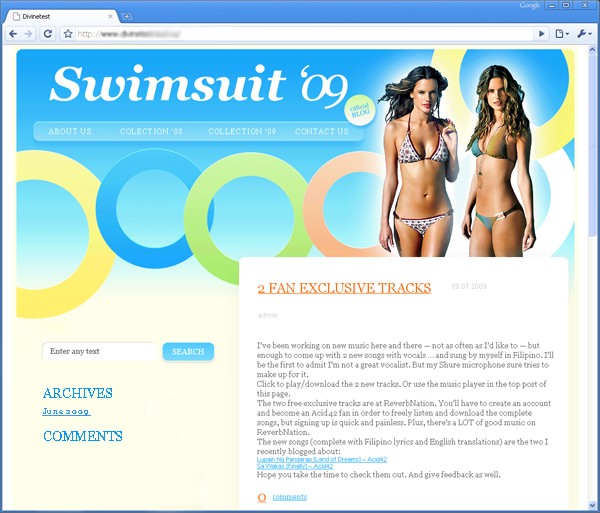 Google
Divinetest
http://www.divinetest
Swimsuit '09
Official
BLOG
ABOUT US
COLECTION '88
COLLECTION '09
CONTACT US
2 FAN EXCLUSIVE TRACKS
08.07.2009
admin
I've been working on new music here and there — not as often as I'd like to — but
enough to come up with 2 new songs with vocals ... and sung by myself in Filipino. I'll
be the first to admit I'm not a great vocalist. But my Shure microphone sure tries to
make up for it.
Click to play/download the 2 new tracks. Or use the music player in the top post of
this page.
The two free exclusive tracks are at ReverbNation. You'll have to create an account
and become an Acid42 fan in order to freely listen and download the complete
songs, but signing up is quick and painless. Plus, there's a LOT of good music on
ReverbNation.
The new songs (complete with Filipino lyrics and English translations) are the two I
recently blogged about:
Lupain Ng Pangarap (Land of Dreams) – Acid42
Sa Wakas (Finally) – Acid42
Hope you take the time to check them out. And give feedback as well.
0 comments
Enter any text
SEARCH
ARCHIVES
June 2009
COMMENTS